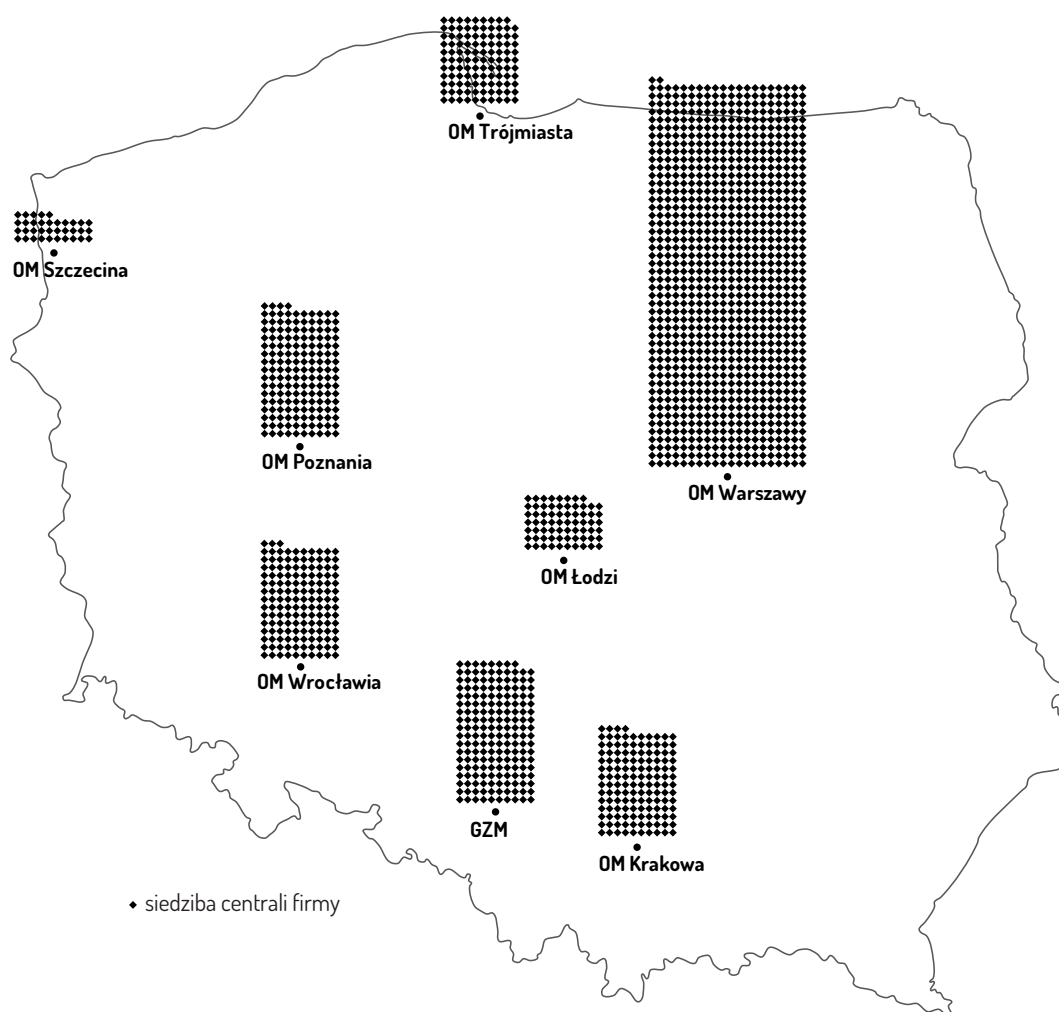 OM Trójmiasta
OM Szczecina
OM Poznania
OM Warszawy
OM Łodzi
OM Wrocławia
GZM
OM Krakowa
siedziba centrali firmy